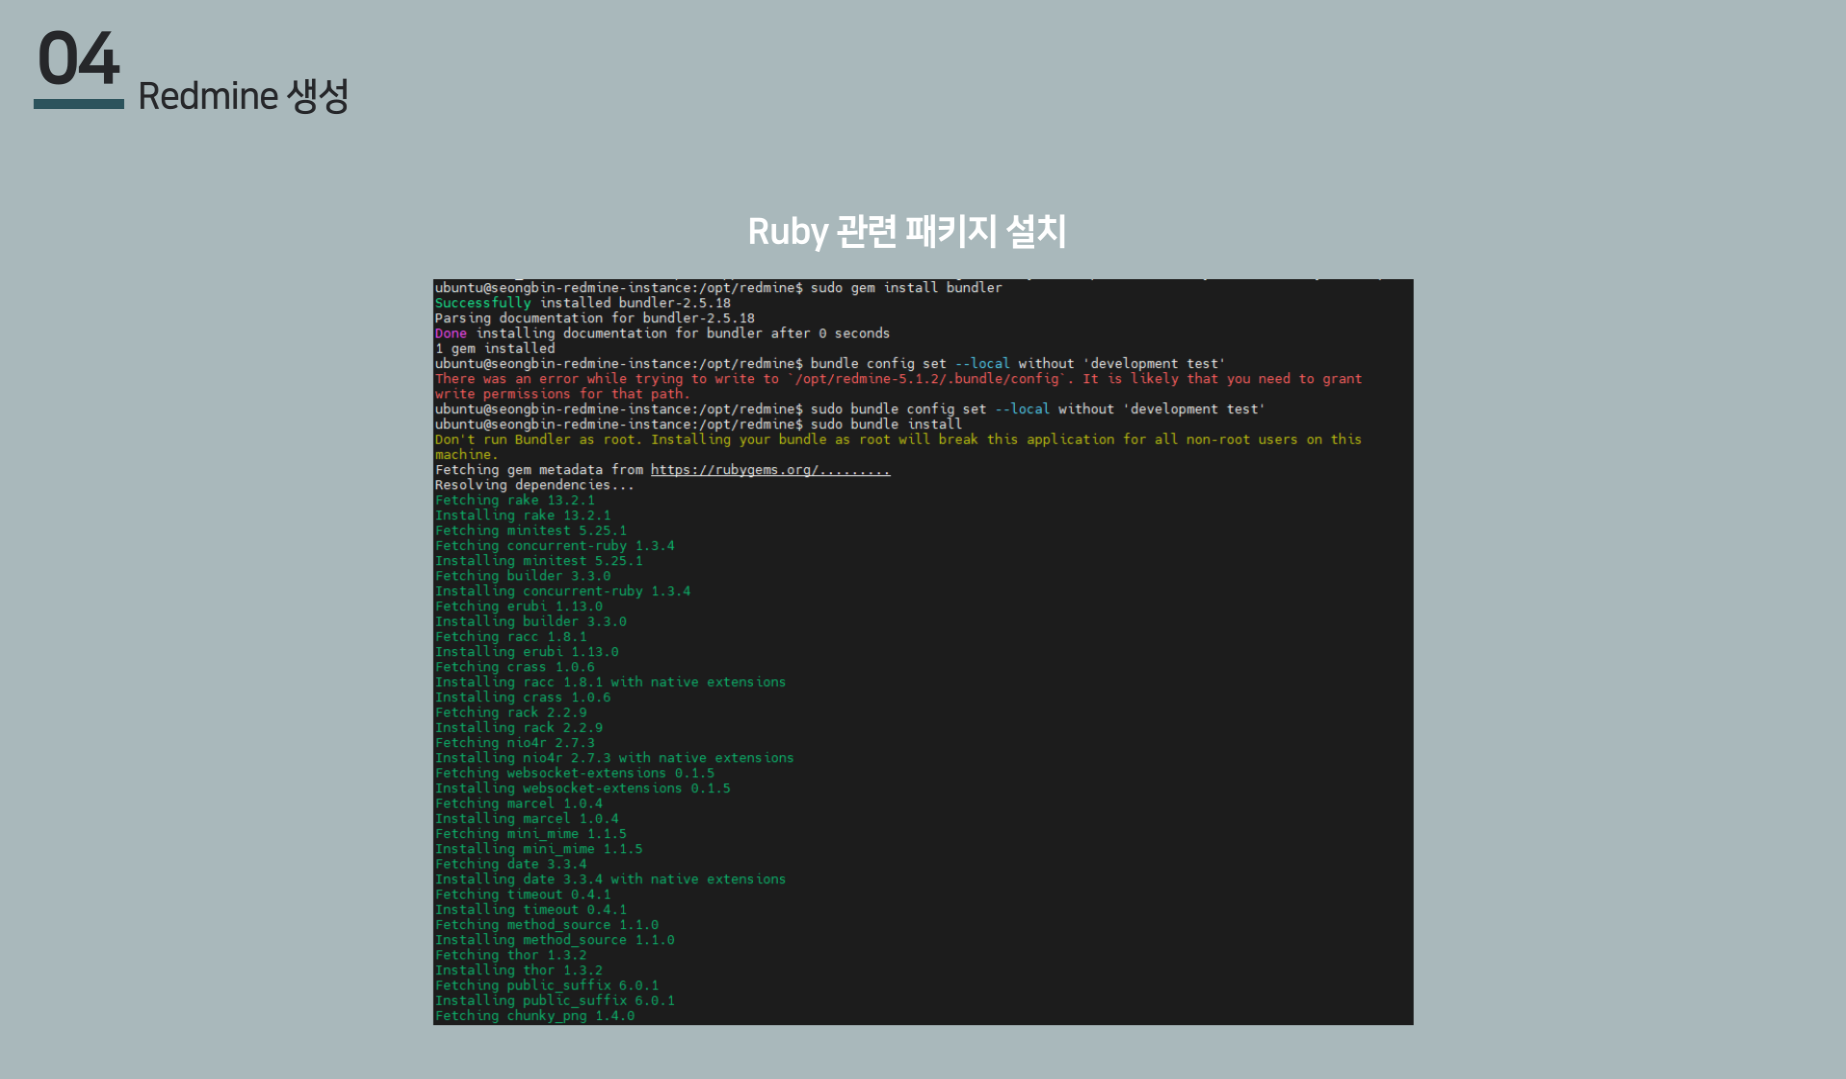 04
Redmine 생성
Ruby 관련 패키지 설치
ubuntu@seongbin-redmine-instance:/opt/redmine$ sudo gem install bundler
Successfully installed bundler-2.5.18
Parsing documentation for bundler-2.5.18
Done installing documentation for bundler after 0 seconds
1 gem installed
ubuntu@seongbin-redmine-instance:/opt/redmine$ bundle config set --local without 'development test'
There was an error while trying to write to `/opt/redmine-5.1.2/.bundle/config`. It is likely that you need to grant
write permissions for that path.
ubuntu@seongbin-redmine-instance:/opt/redmine$ sudo bundle config set --local without 'development test'
ubuntu@seongbin-redmine-instance:/opt/redmine$ sudo bundle install
Don't run Bundler as root. Installing your bundle as root will break this application for all non-root users on this
machine.
Fetching gem metadata from https://rubygems.org/.........
Resolving dependencies...
Fetching rake 13.2.1
Installing rake 13.2.1
Fetching minitest 5.25.1
Fetching concurrent-ruby 1.3.4
Installing minitest 5.25.1
Fetching builder 3.3.0
Installing concurrent-ruby 1.3.4
Fetching erubi 1.13.0
Installing builder 3.3.0
Fetching racc 1.8.1
Installing erubi 1.13.0
Fetching crass 1.0.6
Installing racc 1.8.1 with native extensions
Installing crass 1.0.6
Fetching rack 2.2.9
Installing rack 2.2.9
Fetching nio4r 2.7.3
Installing nio4r 2.7.3 with native extensions
Fetching websocket-extensions 0.1.5
Installing websocket-extensions 0.1.5
Fetching marcel 1.0.4
Installing marcel 1.0.4
Fetching mini_mime 1.1.5
Installing mini_mime 1.1.5
Fetching date 3.3.4
Installing date 3.3.4 with native extensions
Fetching timeout 0.4.1
Installing timeout 0.4.1
Fetching method_source 1.1.0
Installing method_source 1.1.0
Fetching thor 1.3.2
Installing thor 1.3.2
Fetching public_suffix 6.0.1
Installing public_suffix 6.0.1
Fetching chunky_png 1.4.0